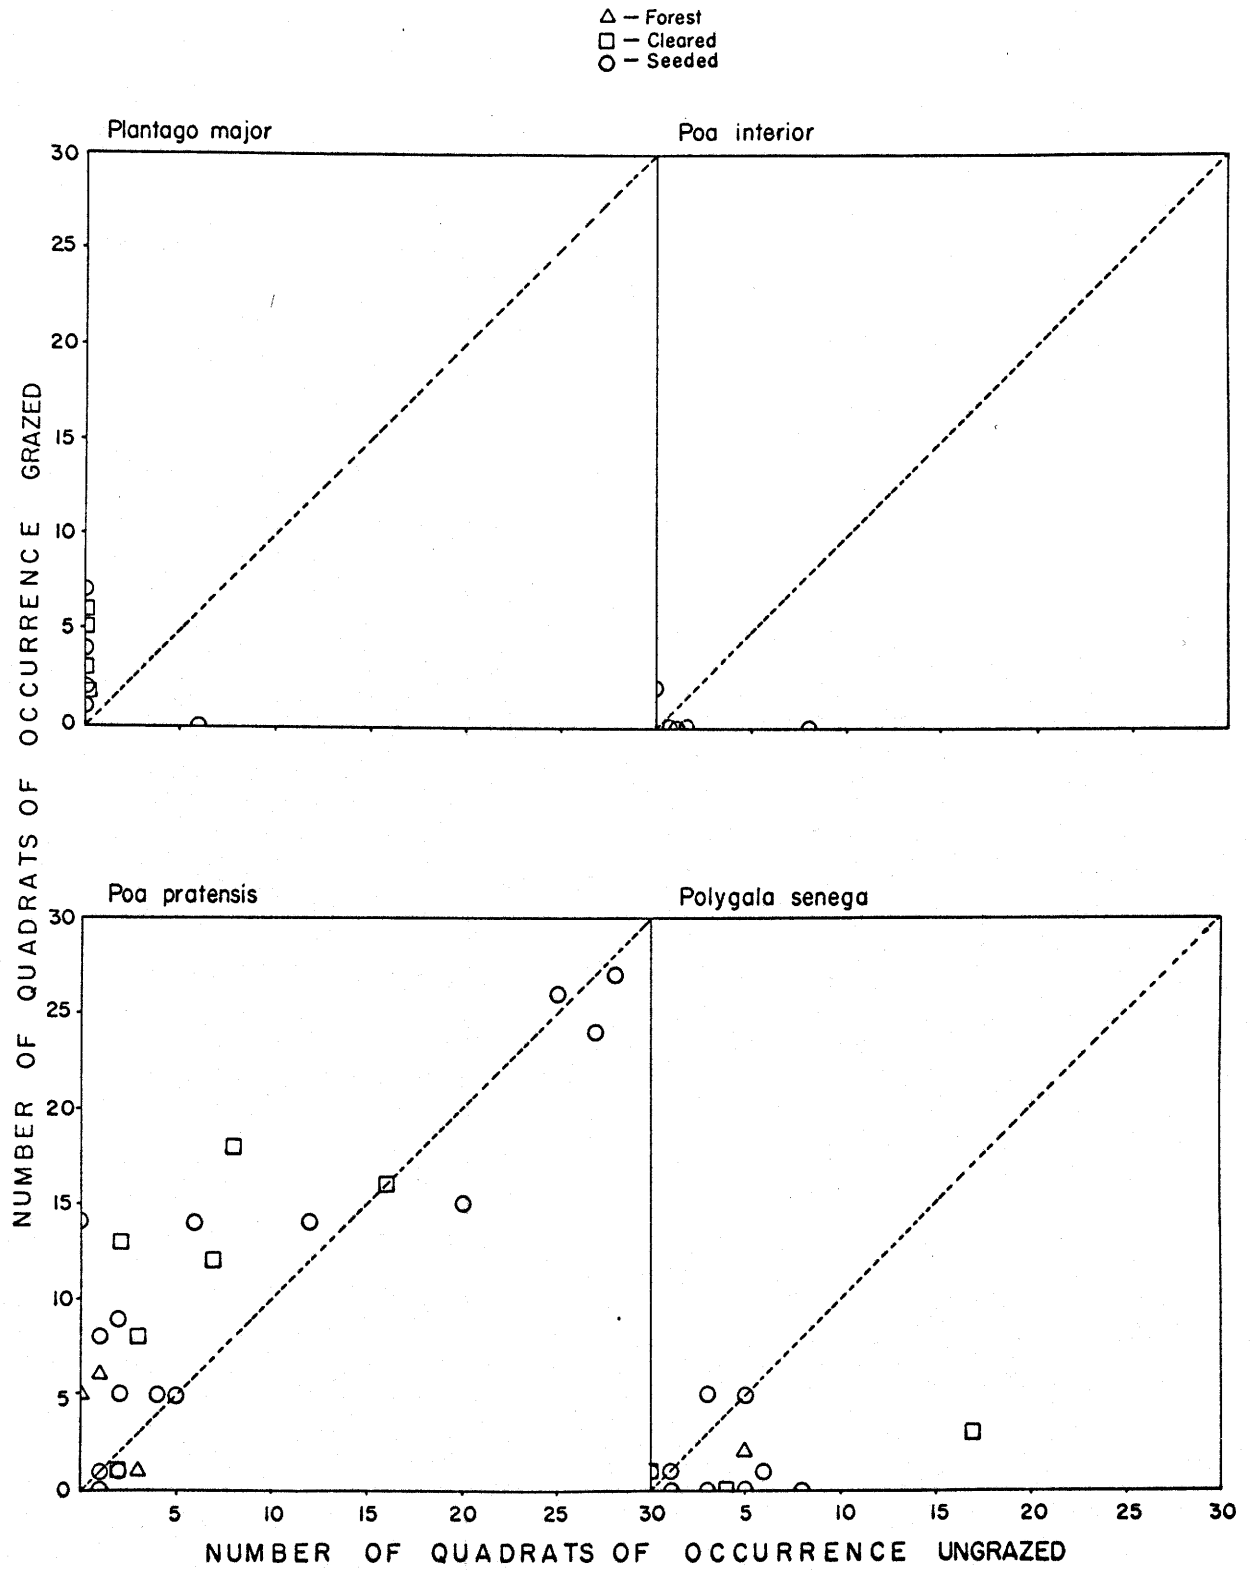 △ – Forest
□ – Cleared
○ – Seeded
Plantago major
Poa interior
30
25
20
15
10
5
0
NUMBER OF QUADRATS OF OCCURRENCE GRAZED
Poa pratensis
Polygala senega
30
25
20
15
10
5
0
5 10 15 20 25 30 5 10 15 20 25 30
NUMBER OF QUADRATS OF OCCURRENCE UNGRAZED